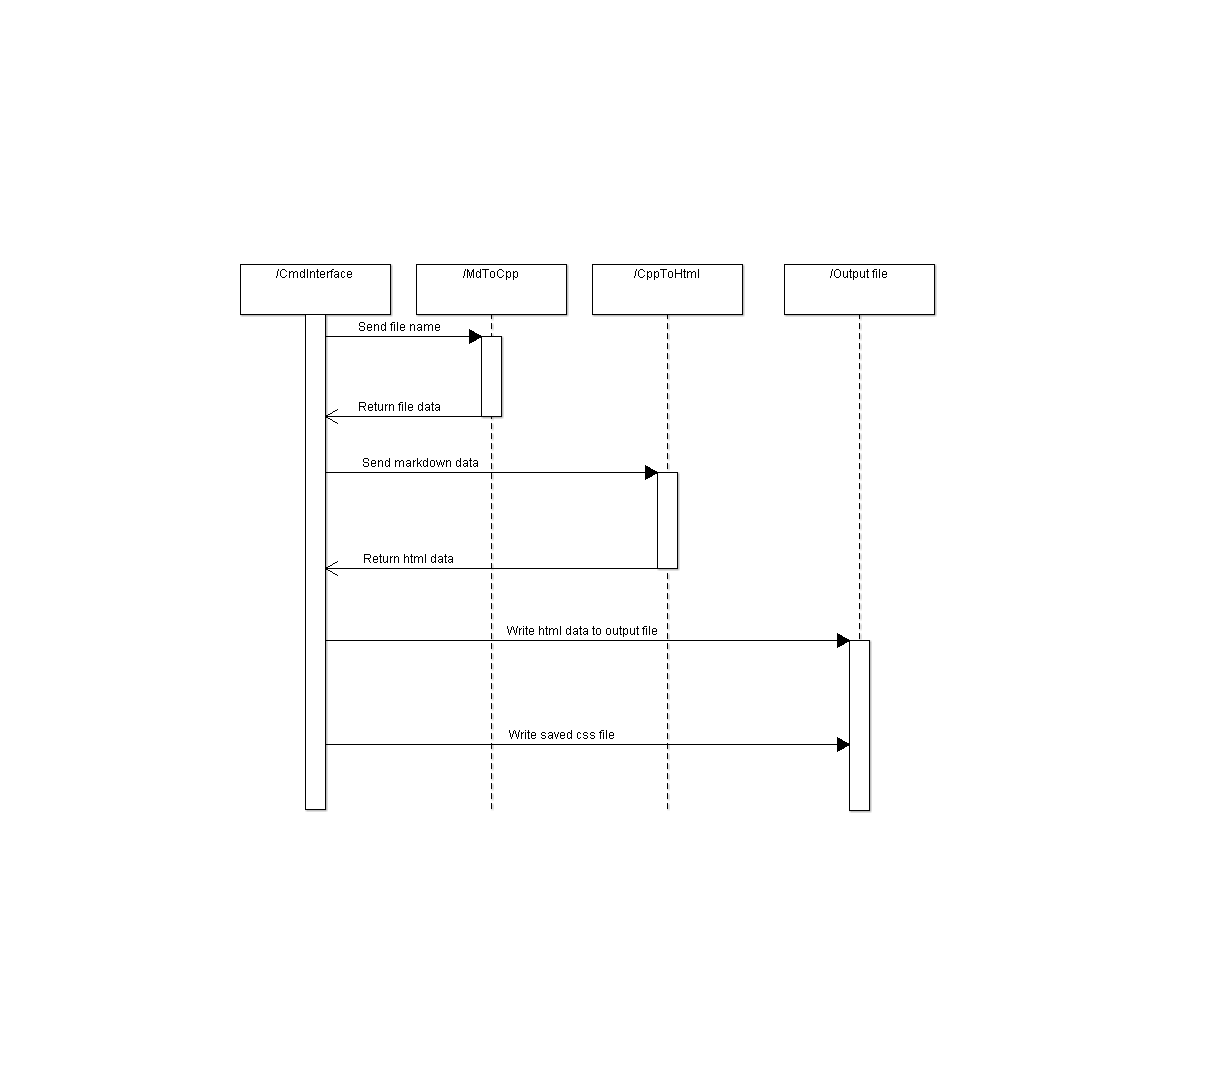 /CmdInterface
/MdToCpp
/CppToHtml
/Output file
Send file name
Return file data
Send markdown data
Return html data
Write html data to output file
Write saved css file